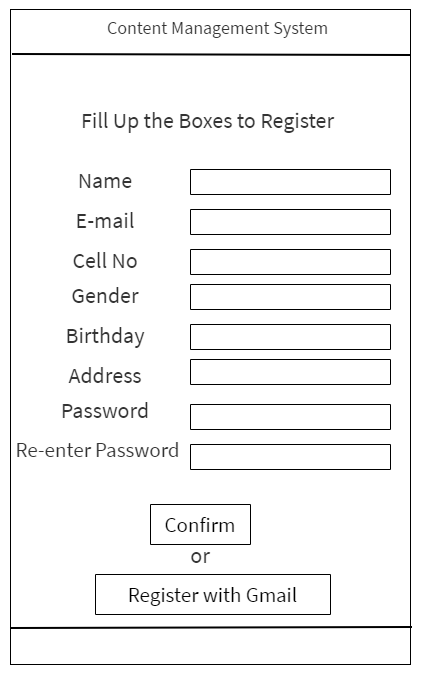 Content Management System
Fill Up the Boxes to Register
Name
E-mail
Cell No
Gender
Birthday
Address
Password
Re-enter Password
Confirm
or
Register with Gmail